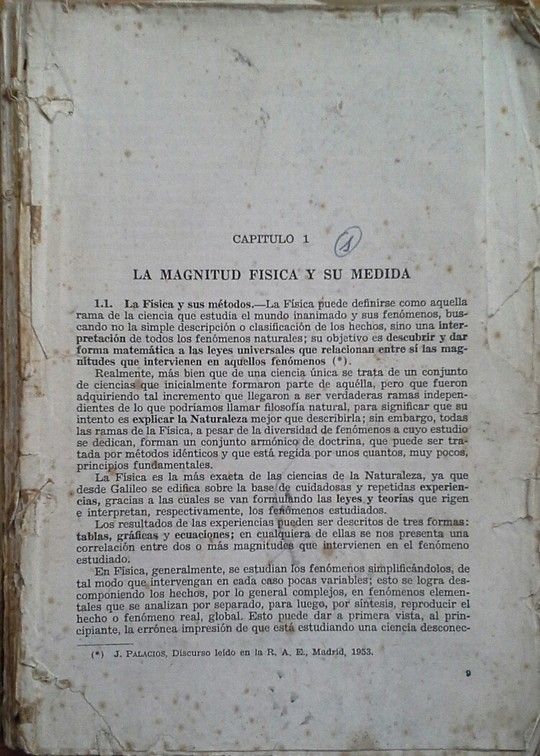 CAPITULO 1
1
LA MAGNITUD FISICA Y SU MEDIDA
1.1. La Física y sus métodos.—La Física puede definirse como aquella
rama de la ciencia que estudia el mundo inanimado y sus fenómenos, bus-
cando no la simple descripción o clasificación de los hechos, sino una inter-
pretación de todos los fenómenos naturales; su objetivo es descubrir y dar
forma matemática a las leyes universales que relacionan entre sí las mag-
nitudes que intervienen en aquellos fenómenos (*).
Realmente, más bien que de una ciencia única se trata de un conjunto
de ciencias que inicialmente formaron parte de aquélla, pero que fueron
adquiriendo tal incremento que llegaron a ser verdaderas ramas indepen-
dientes de lo que podríamos llamar filosofía natural, para significar que su
intento es explicar la Naturaleza mejor que describirla; sin embargo, todas
las ramas de la Física, a pesar de la diversidad de fenómenos a cuyo estudio
se dedican, forman un conjunto armónico de doctrina, que puede ser tra-
tada por métodos idénticos y que está regida por unos cuantos, muy pocos,
principios fundamentales.
La Física es la más exacta de las ciencias de la Naturaleza, ya que
desde Galileo se edifica sobre la base de cuidadosas y repetidas experien-
cias, gracias a las cuales se van formulando las leyes y teorías que rigen
e interpretan, respectivamente, los fenómenos estudiados.
Los resultados de las experiencias pueden ser descritos de tres formas:
tablas, gráficas y ecuaciones; en cualquiera de ellas se nos presenta una
correlación entre dos o más magnitudes que intervienen en el fenómeno
estudiado.
En Física, generalmente, se estudian los fenómenos simplificándolos, de
tal modo que intervengan en cada caso pocas variables; esto se logra des-
componiendo los hechos, por lo general complejos, en fenómenos elemen-
tales que se analizan por separado, para luego, por síntesis, reproducir el
hecho o fenómeno real, global. Esto puede dar a primera vista, al prin-
cipiante, la errónea impresión de que está estudiando una ciencia desconec-
(*) J. PALACIOS, Discurso leído en la R. A. E., Madrid, 1953.
9